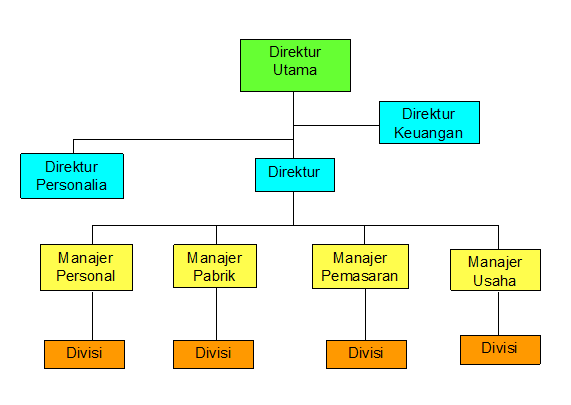 Direktur
Utama
Direktur
Keuangan
Direktur
Personalia
Direktur
Manajer
Personal
Manajer
Pabrik
Manajer
Pemasaran
Manajer
Usaha
Divisi
Divisi
Divisi
Divisi